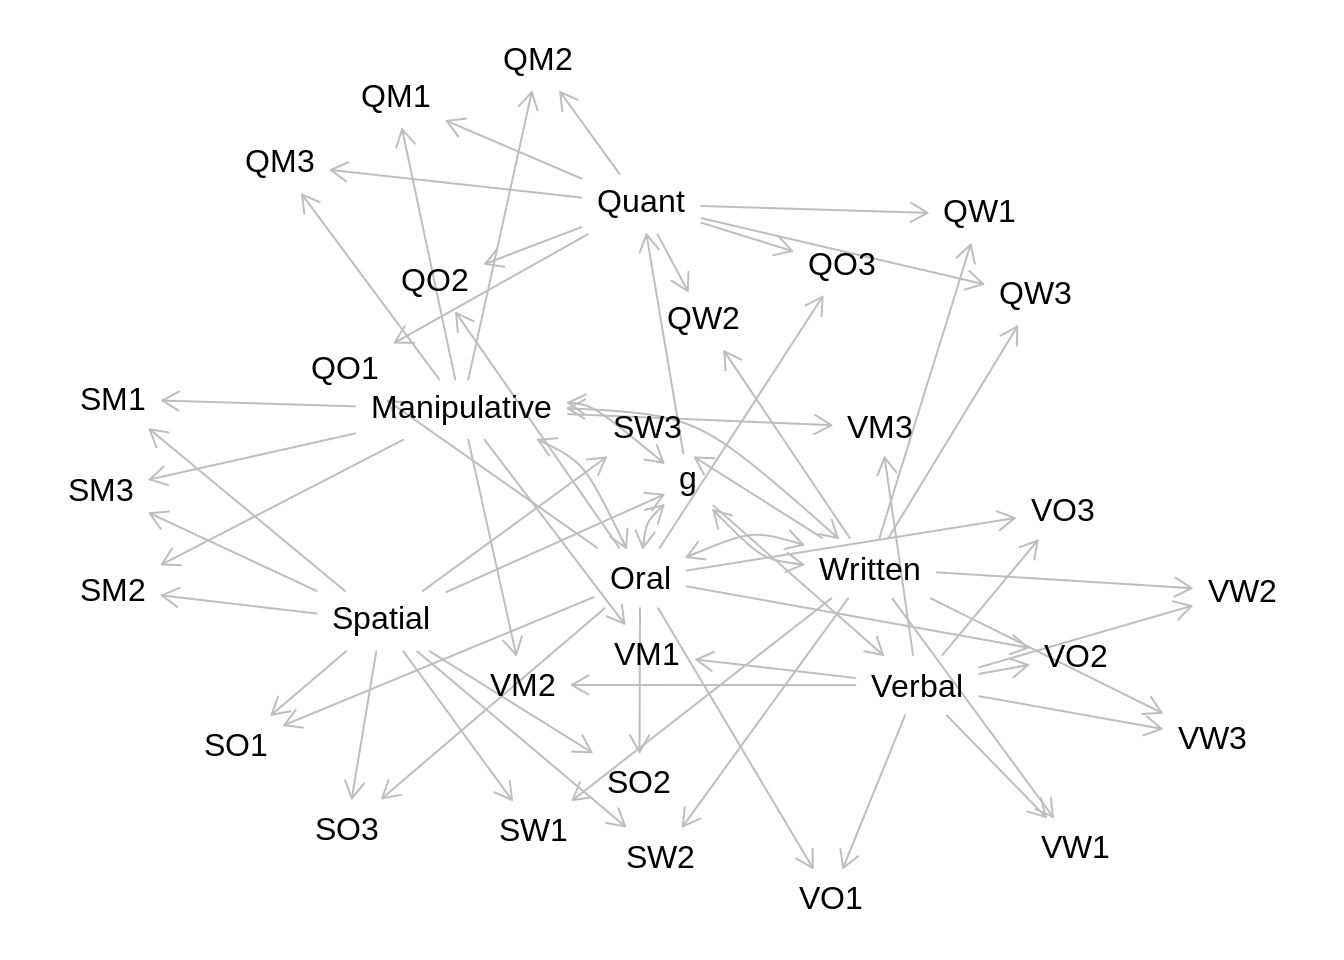 QM2
QM1
QM3
Quant
QW1
QO3
QO2
QW3
QW2
QO1
SM1
Manipulative
SW3
VM3
g
SM3
VO3
Written
Oral
SM2
VW2
Spatial
VM1
VO2
VM2
Verbal
VW3
SO1
SO2
SO3
SW1
VW1
SW2
VO1